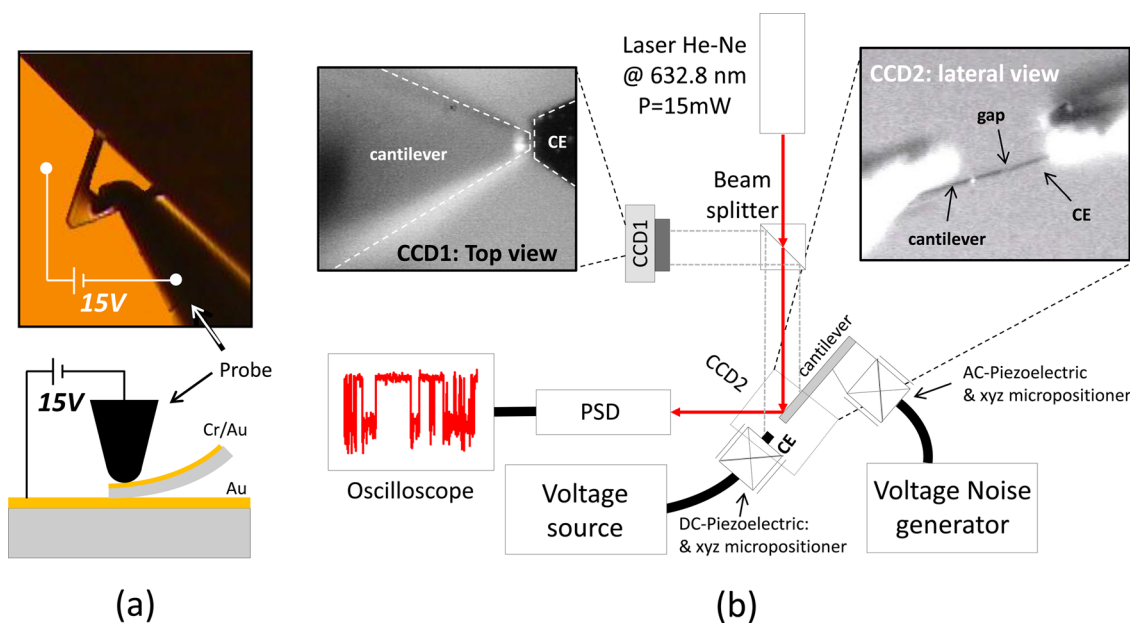 15V
Probe
15V
Cr/Au
Au
(a)
Laser He-Ne
@ 632.8 nm
P=15mW
cantilever
CE
CCD1: Top view
CCD1
Beam
splitter
CCD2: lateral view
gap
CE
cantilever
CCD2
cantilever
CE
AC-Piezoelectric
& xyz micropositioner
PSD
Oscilloscope
Voltage
source
DC-Piezoelectric:
& xyz micropositioner
Voltage Noise
generator
(b)